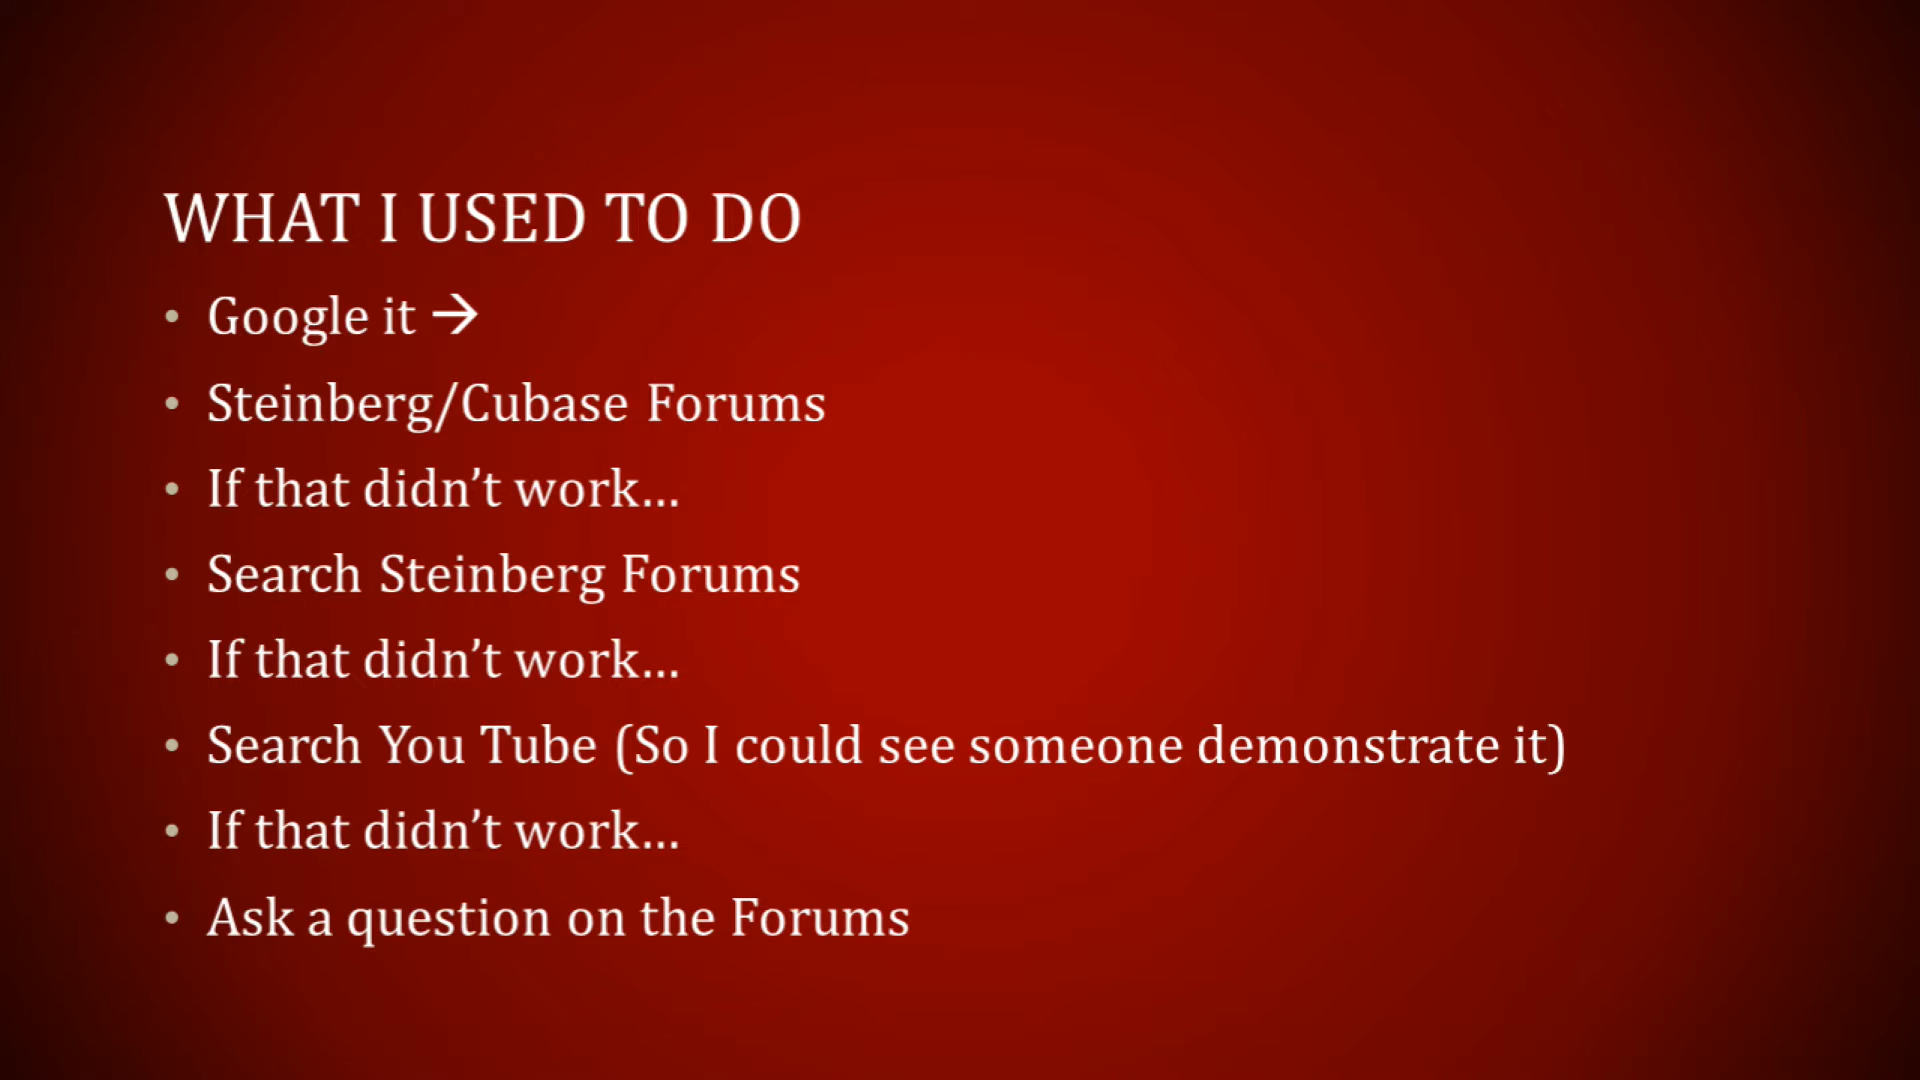 WHAT I USED TO DO
• Google it →
• Steinberg/Cubase Forums
• If that didn’t work…
• Search Steinberg Forums
• If that didn’t work…
• Search You Tube (So I could see someone demonstrate it)
• If that didn’t work…
• Ask a question on the Forums